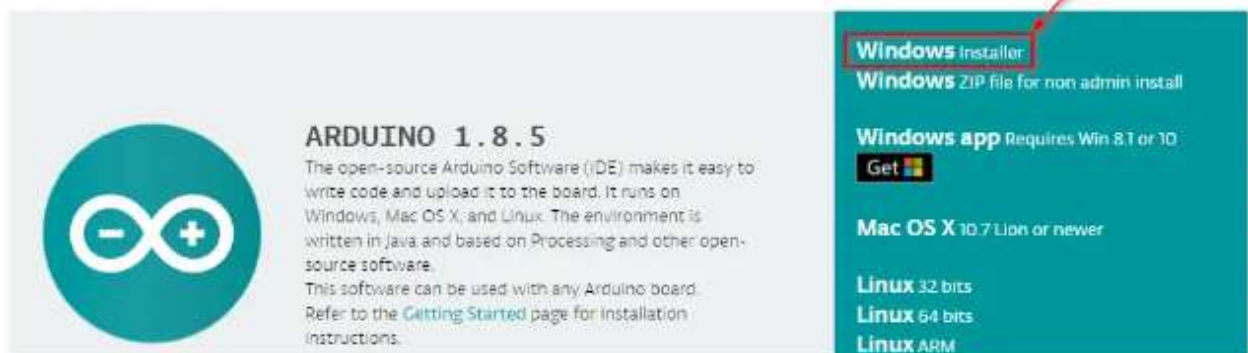 ARDUINO 1.8.5
The open-source Arduino Software (IDE) makes it easy to
write code and upload it to the board. It runs on
Windows, Mac OS X, and Linux. The environment is
written in Java and based on Processing and other open-
source software.
This software can be used with any Arduino board.
Refer to the Getting Started page for Installation
instructions.
Windows Installer
Windows ZIP file for non admin install
Windows app Requires Win 8.1 or 10
Get
Mac OS X 10.7 Lion or newer
Linux 32 bits
Linux 64 bits
Linux ARM